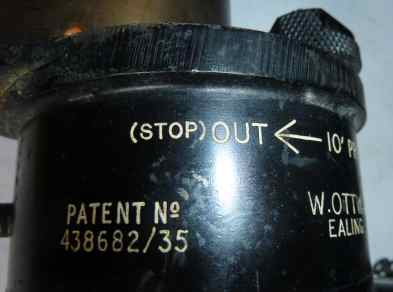 (STOP) OUT ← 10'
PATENT Nº
438682/35
W.
EALING